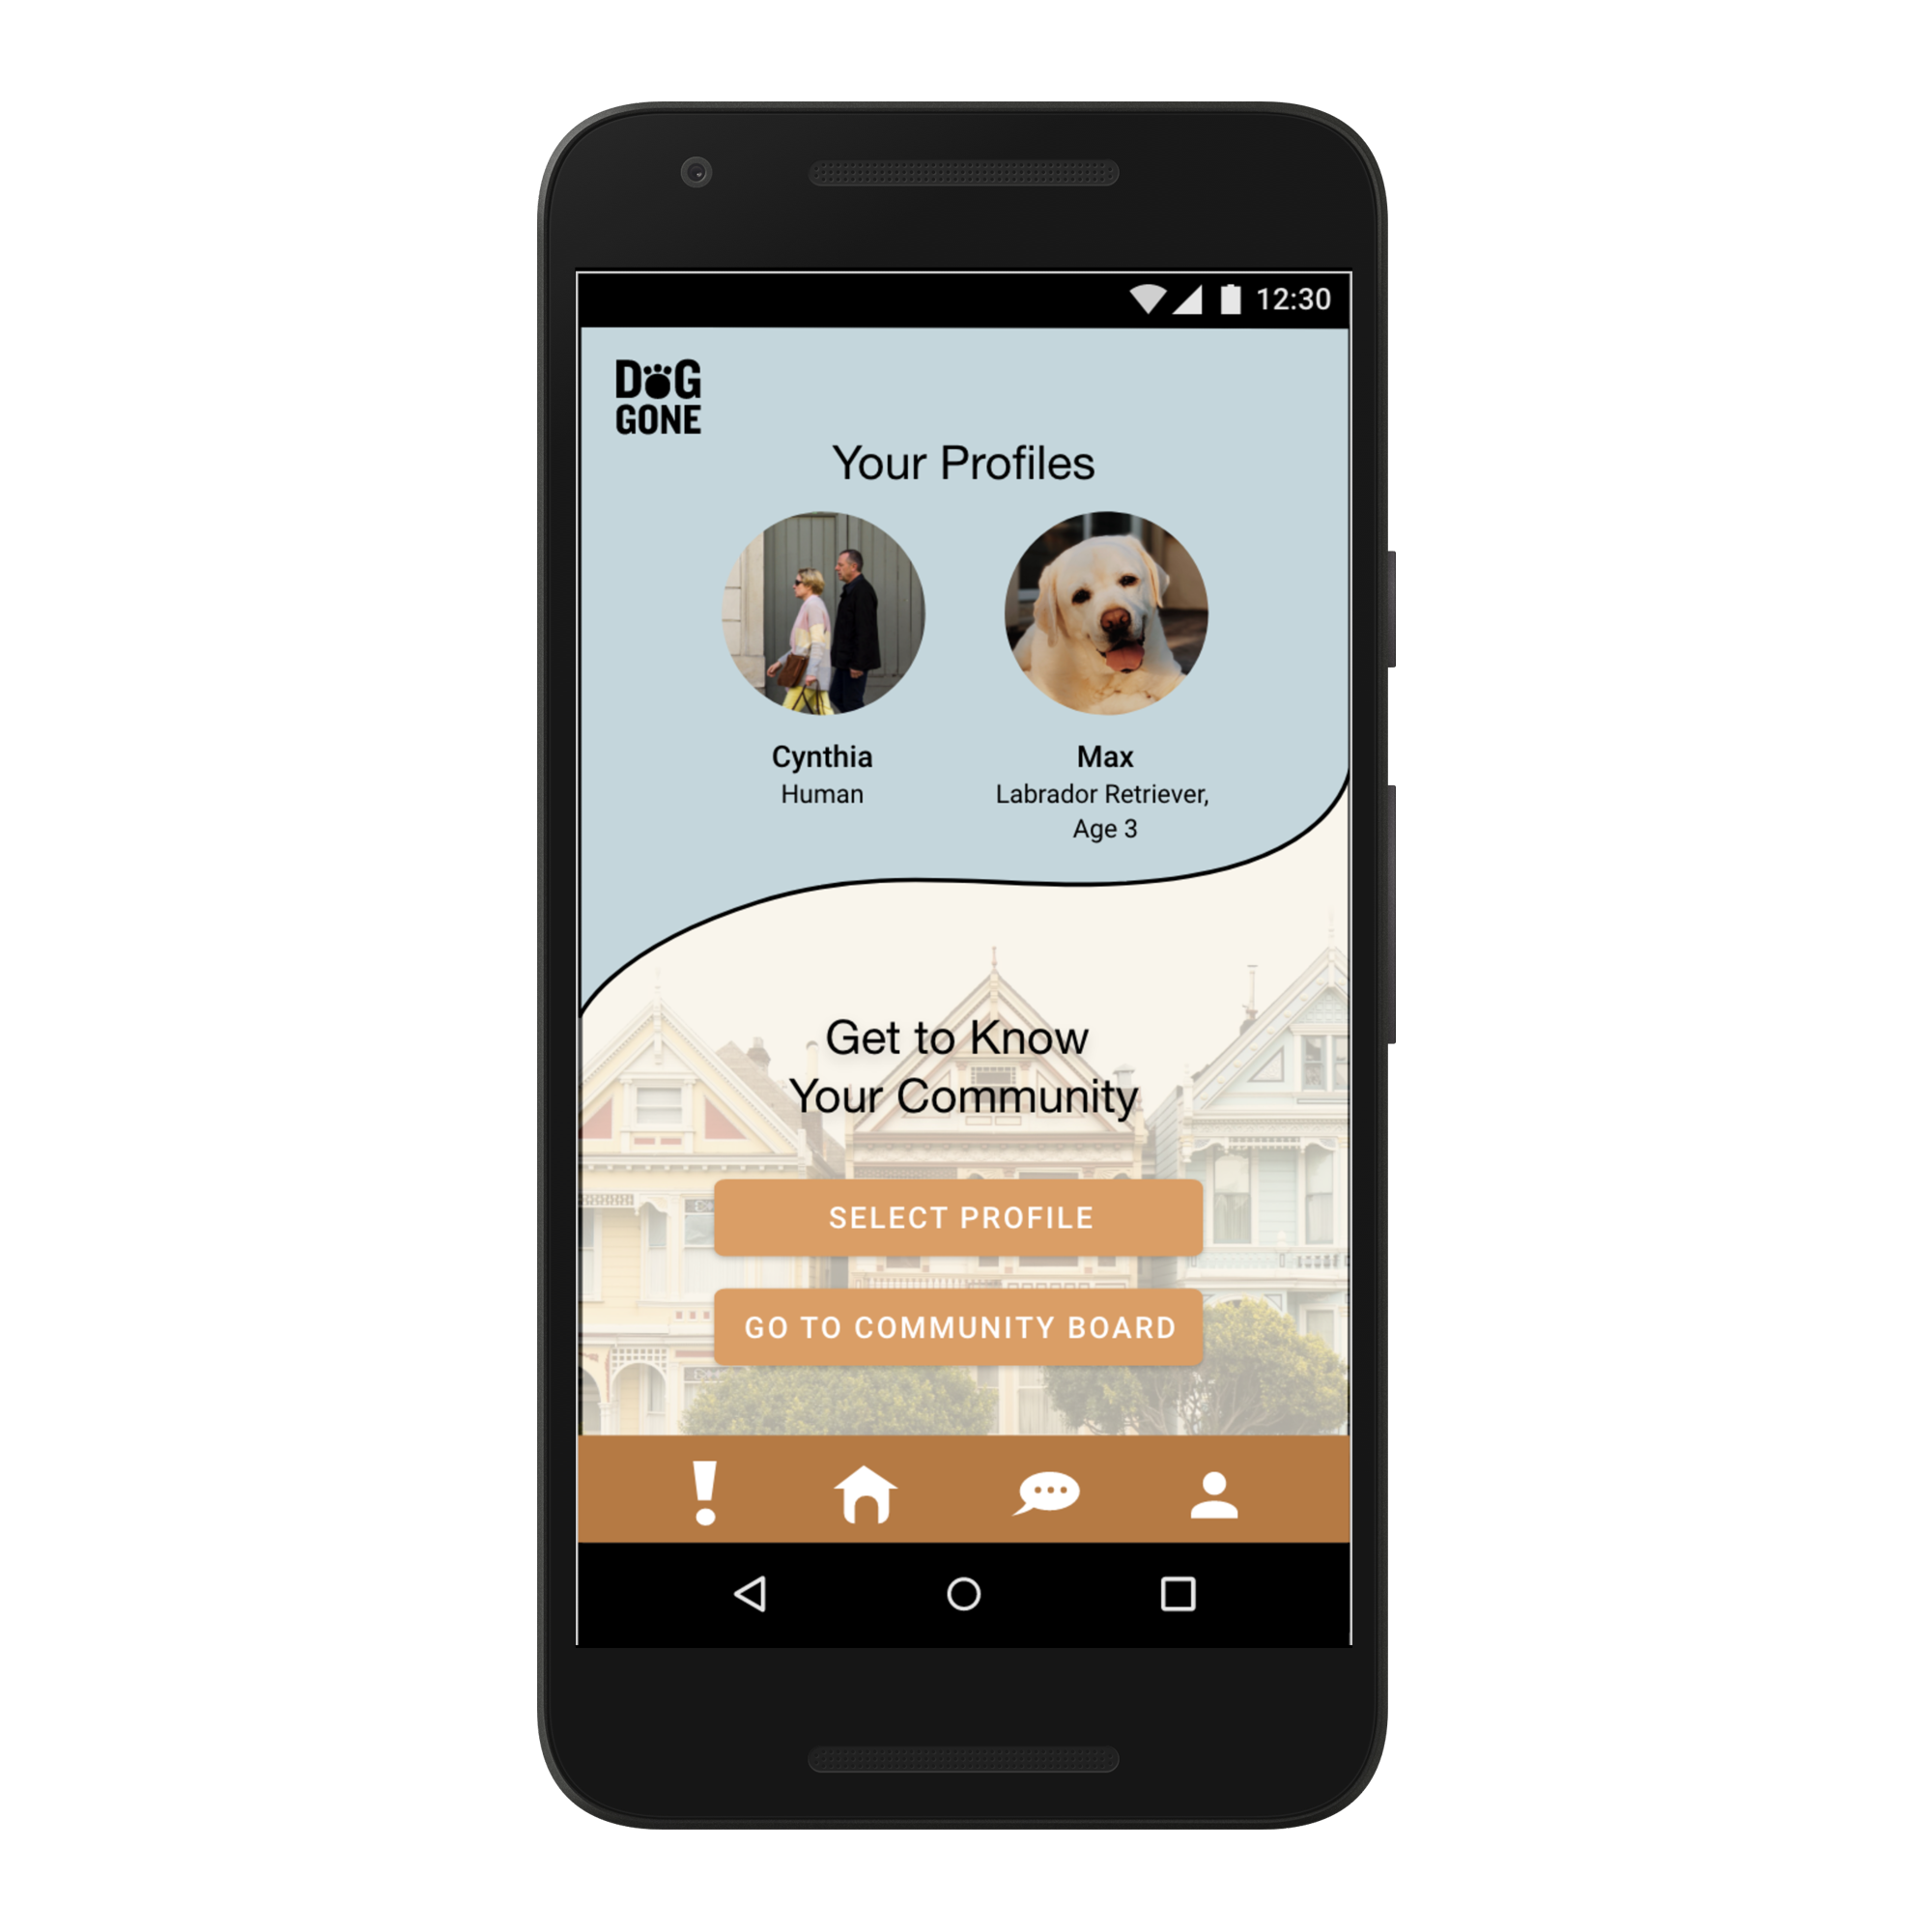 12:30
DOG
GONE
Your Profiles
Cynthia
Human
Max
Labrador Retriever,
Age 3
Get to Know
Your Community
SELECT PROFILE
GO TO COMMUNITY BOARD